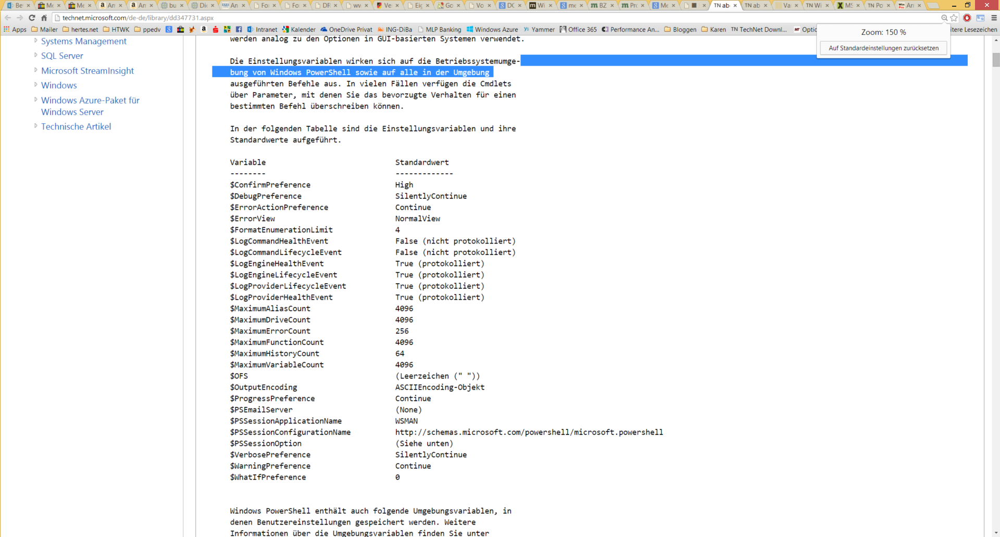 Be
Me
Me
An
An
bu
Die
An
For
Fo
DR
ww
Ve
Eig
Go
Vo
DC
Wi
me
BZ
Pro
Me
TN ab
TN ab
Va
TN Wi
MS
TN Po
Arr
technet.microsoft.com/de-de/library/dd347731.aspx
Apps Mailer hertes.net HTWK ppedv Intranet Kalender OneDrive Privat ING-DiBa MLP Banking Windows Azure Yammer Office 365 Performance An... Bloggen Karen TN TechNet Downl... Optio itere Lesezeichen
Zoom: 150 %
Auf Standardeinstellungen zurücksetzen
Systems Management
SQL Server
Microsoft StreamInsight
Windows
Windows Azure-Paket für
Windows Server
Technische Artikel
werden analog zu den Optionen in GUI-basierten Systemen verwendet.
Die Einstellungsvariablen wirken sich auf die Betriebssystemumge-
bung von Windows PowerShell sowie auf alle in der Umgebung
ausgeführten Befehle aus. In vielen Fällen verfügen die Cmdlets
über Parameter, mit denen Sie das bevorzugte Verhalten für einen
bestimmten Befehl überschreiben können.
In der folgenden Tabelle sind die Einstellungsvariablen und ihre
Standardwerte aufgeführt.
Variable Standardwert
-------- -------------
$ConfirmPreference High
$DebugPreference SilentlyContinue
$ErrorActionPreference Continue
$ErrorView NormalView
$FormatEnumerationLimit 4
$LogCommandHealthEvent False (nicht protokolliert)
$LogCommandLifecycleEvent False (nicht protokolliert)
$LogEngineHealthEvent True (protokolliert)
$LogEngineLifecycleEvent True (protokolliert)
$LogProviderLifecycleEvent True (protokolliert)
$LogProviderHealthEvent True (protokolliert)
$MaximumAliasCount 4096
$MaximumDriveCount 4096
$MaximumErrorCount 256
$MaximumFunctionCount 4096
$MaximumHistoryCount 64
$MaximumVariableCount 4096
$OFS (Leerzeichen (" "))
$OutputEncoding ASCIIEncoding-Objekt
$ProgressPreference Continue
$PSEmailServer (None)
$PSSessionApplicationName WSMAN
$PSSessionConfigurationName http://schemas.microsoft.com/powershell/microsoft.powershell
$PSSessionOption (Siehe unten)
$VerbosePreference SilentlyContinue
$WarningPreference Continue
$WhatIfPreference 0
Windows PowerShell enthält auch folgende Umgebungsvariablen, in
denen Benutzereinstellungen gespeichert werden. Weitere
Informationen über die Umgebungsvariablen finden Sie unter